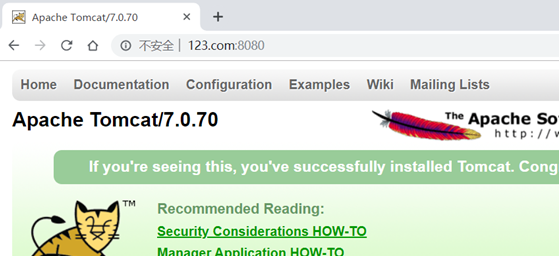 Apache Tomcat/7.0.70
不安全 | 123.com:8080
Home Documentation Configuration Examples Wiki Mailing Lists
Apache Tomcat/7.0.70
The Apache Sof
http://w
If you're seeing this, you've successfully installed Tomcat. Cong
TM
Recommended Reading:
Security Considerations HOW-TO
Manager Application HOW-TO